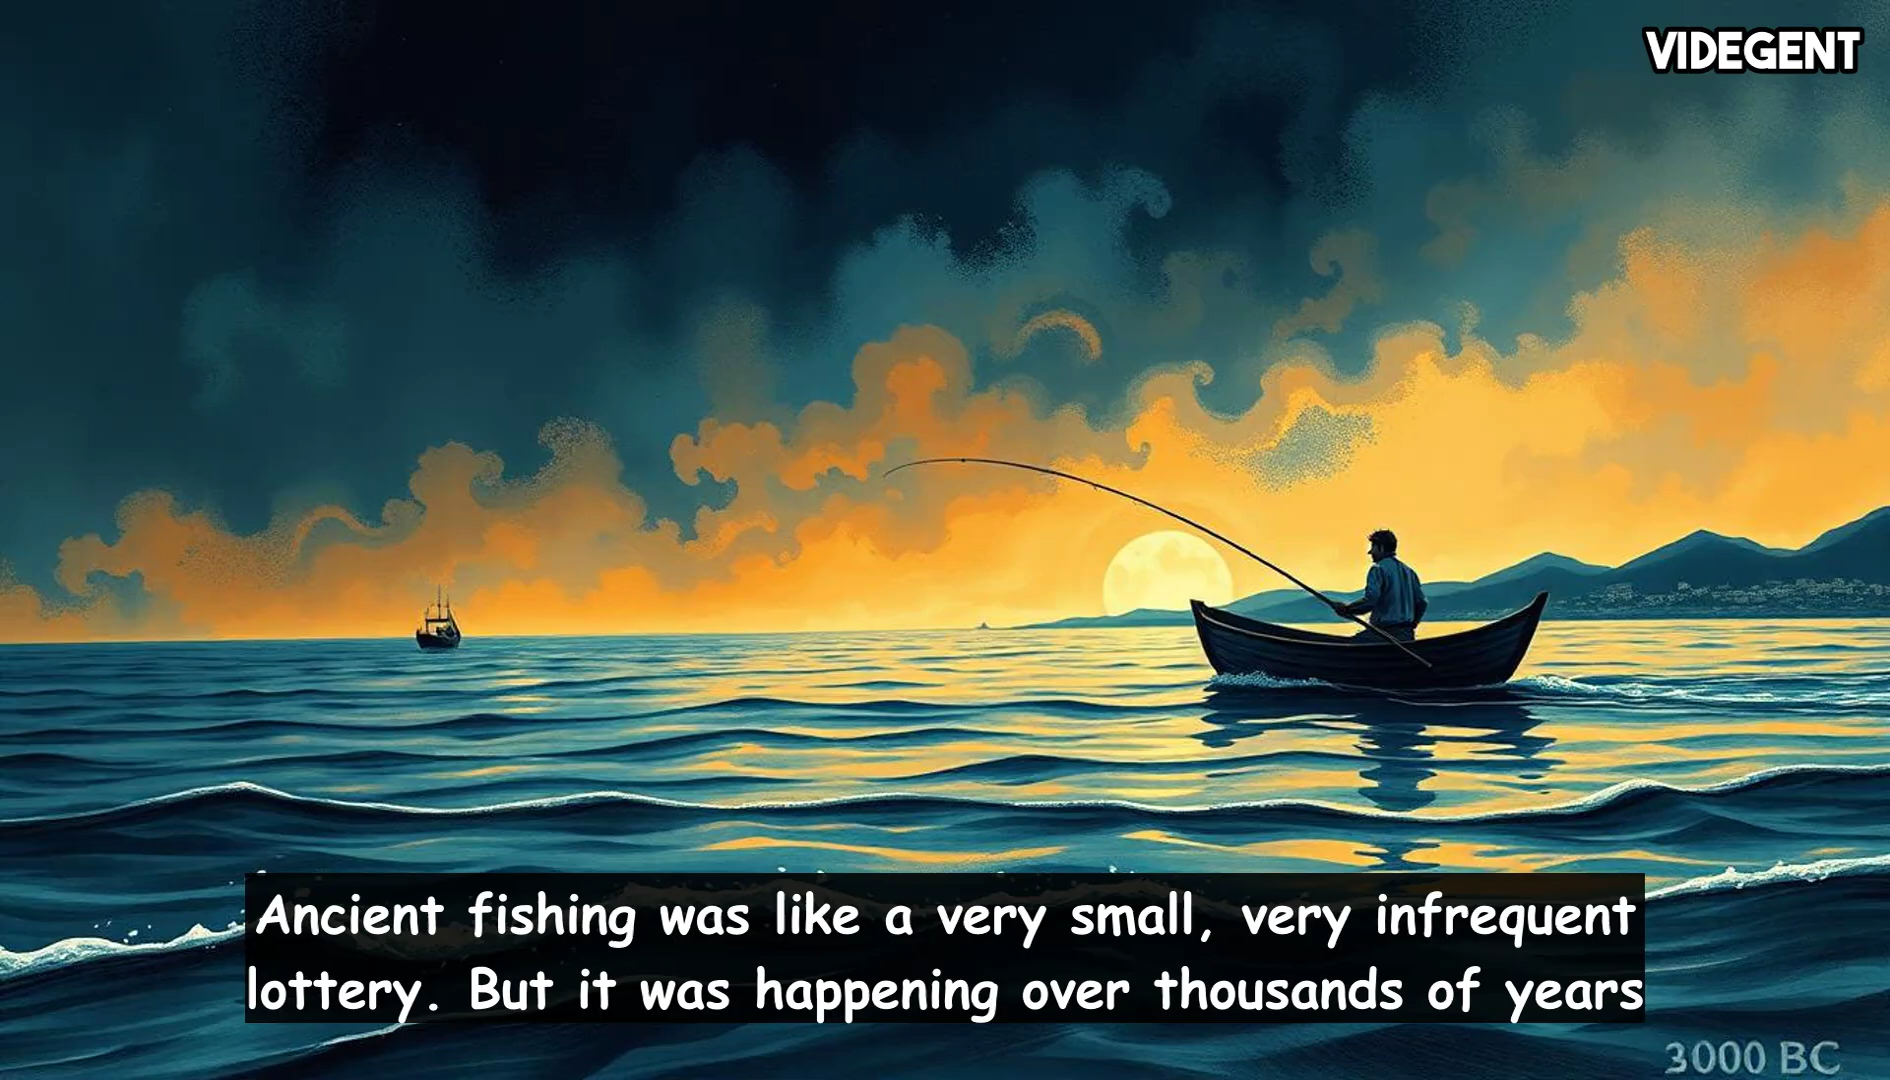 VIDEGENT
Ancient fishing was like a very small, very infrequent
lottery. But it was happening over thousands of years
3000 BC